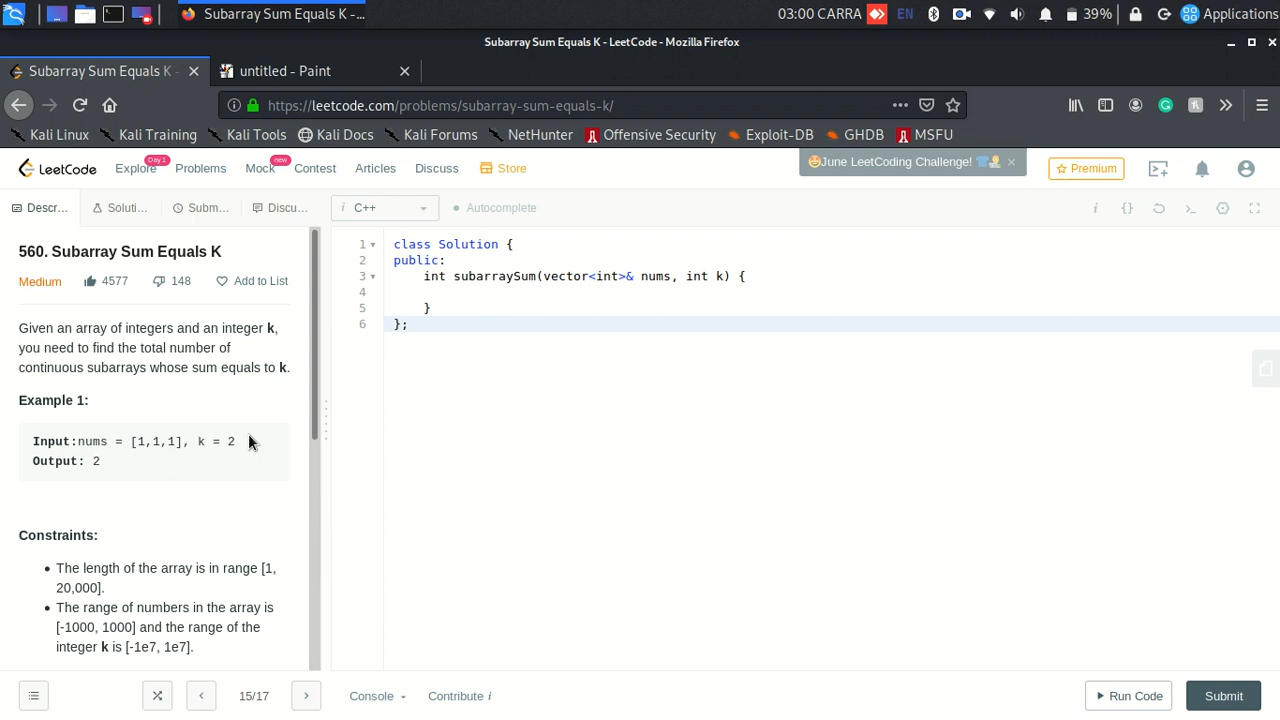 Subarray Sum Equals K -...
03:00 CARRA
EN
39%
Applications
Subarray Sum Equals K - LeetCode - Mozilla Firefox
Subarray Sum Equals K -
untitled - Paint
https://leetcode.com/problems/subarray-sum-equals-k/
Kali Linux
Kali Training
Kali Tools
Kali Docs
Kali Forums
NetHunter
Offensive Security
Exploit-DB
GHDB
MSFU
LeetCode
Explore
Day 1
Problems
Mock
new
Contest
Articles
Discuss
Store
June LeetCoding Challenge!
Premium
Descr...
Soluti...
Subm...
Discu...
i C++
Autocomplete
560. Subarray Sum Equals K
Medium
4577
148
Add to List
Given an array of integers and an integer k,
you need to find the total number of
continuous subarrays whose sum equals to k.
Example 1:
Input:nums = [1,1,1], k = 2
Output: 2
Constraints:
• The length of the array is in range [1,
20,000].
• The range of numbers in the array is
[-1000, 1000] and the range of the
integer k is [-1e7, 1e7].
1 class Solution {
2 public:
3 int subarraySum(vector<int>& nums, int k) {
4
5 }
6 };
15/17
Console
Contribute i
Run Code
Submit